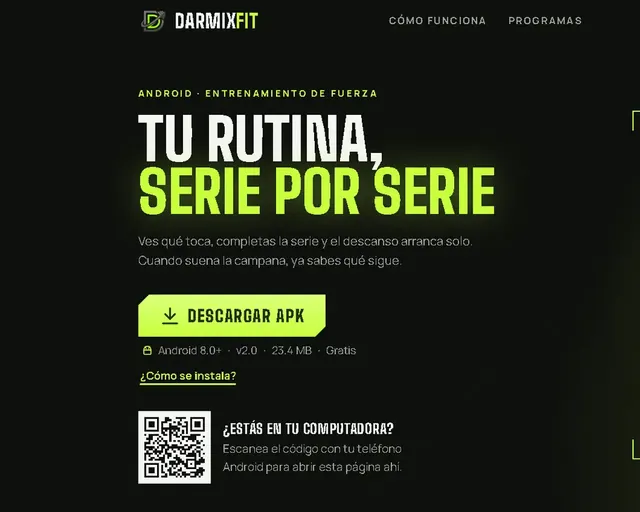 DARMIXFIT
CÓMO FUNCIONA
PROGRAMAS
ANDROID · ENTRENAMIENTO DE FUERZA
TU RUTINA,
SERIE POR SERIE
Ves qué toca, completas la serie y el descanso arranca solo.
Cuando suena la campana, ya sabes qué sigue.
DESCARGAR APK
Android 8.0+ · v2.0 · 23.4 MB · Gratis
¿Cómo se instala?
¿ESTÁS EN TU COMPUTADORA?
Escanea el código con tu teléfono
Android para abrir esta página ahí.